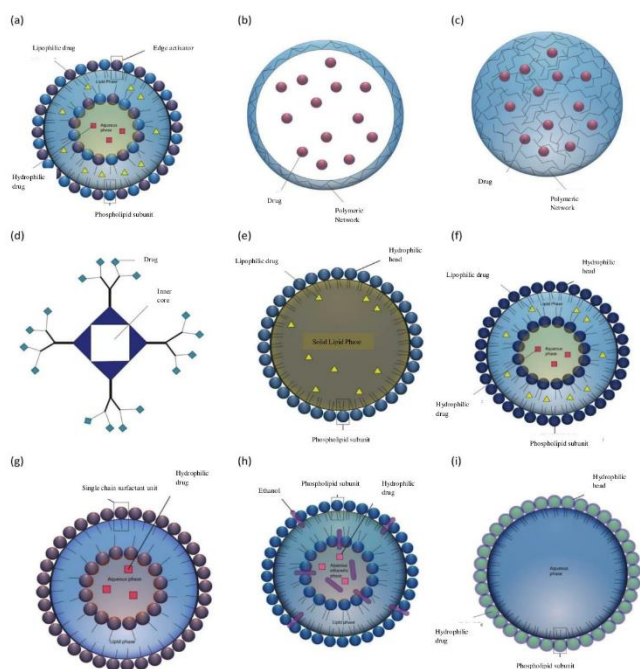 (a)
Lipophilic drug
Edge activator
Lipid Phase
Aqueous
phase
Hydrophilic
drug
Phospholipid subunit
(b)
Drug
Polymeric
Network
(c)
Drug
Polymeric
Network
(d)
Drug
Inner
core
(e)
Hydrophilic
head
Lipophilic drug
Solid Lipid Phase
Phospholipid subunit
(f)
Hydrophilic
head
Lipophilic drug
Lipid Phase
Aqueous
phase
Hydrophilic
drug
Phospholipid subunit
(g)
Hydrophilic
drug
Single chain surfactant unit
Aqueous phase
Lipid phase
(h)
Phospholipid subunit
Hydrophilic
drug
Ethanol
Aqueous
ethanolic
phase
Lipid phase
(i)
Hydrophilic
head
Aqueous
phase
Hydrophilic
drug
Phospholipid subunit